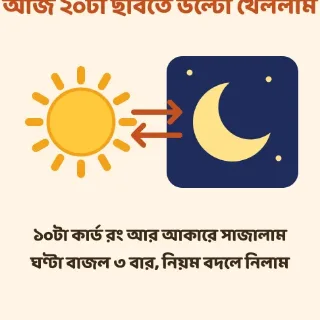 আজ ২০টা ছবিতে উল্টো খেললাম
১০টা কার্ড রং আর আকারে সাজালাম
ঘণ্টা বাজল ৩ বার, নিয়ম বদলে নিলাম